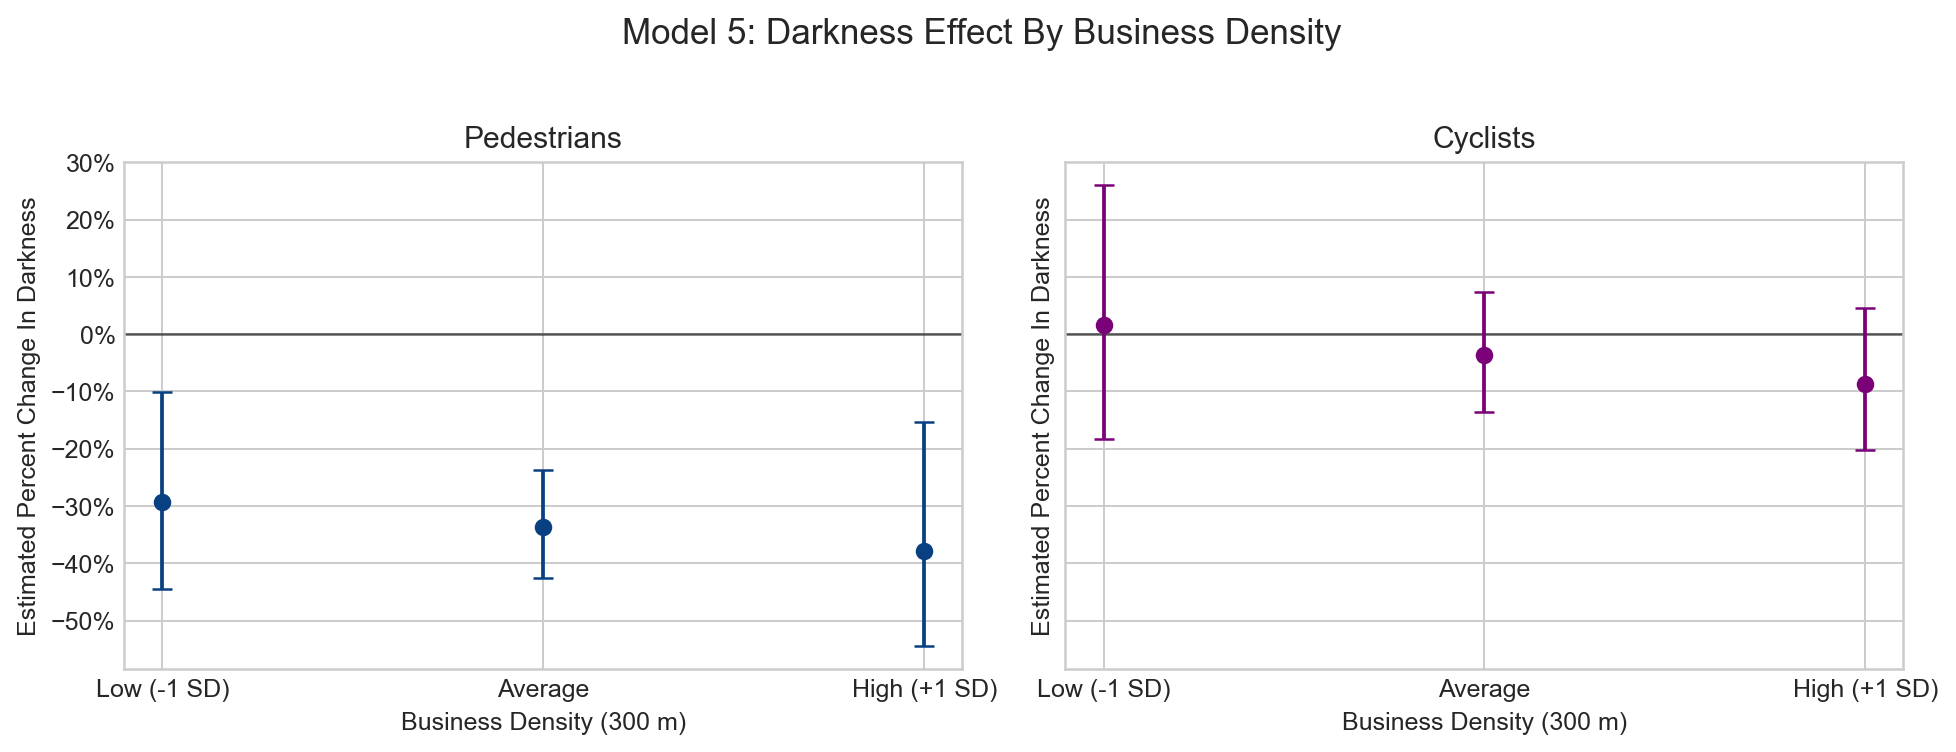 Model 5: Darkness Effect By Business Density
Pedestrians
Estimated Percent Change In Darkness
30%
20%
10%
0%
−10%
−20%
−30%
−40%
−50%
Low (-1 SD)
Average
High (+1 SD)
Business Density (300 m)
Cyclists
Estimated Percent Change In Darkness
Low (-1 SD)
Average
High (+1 SD)
Business Density (300 m)